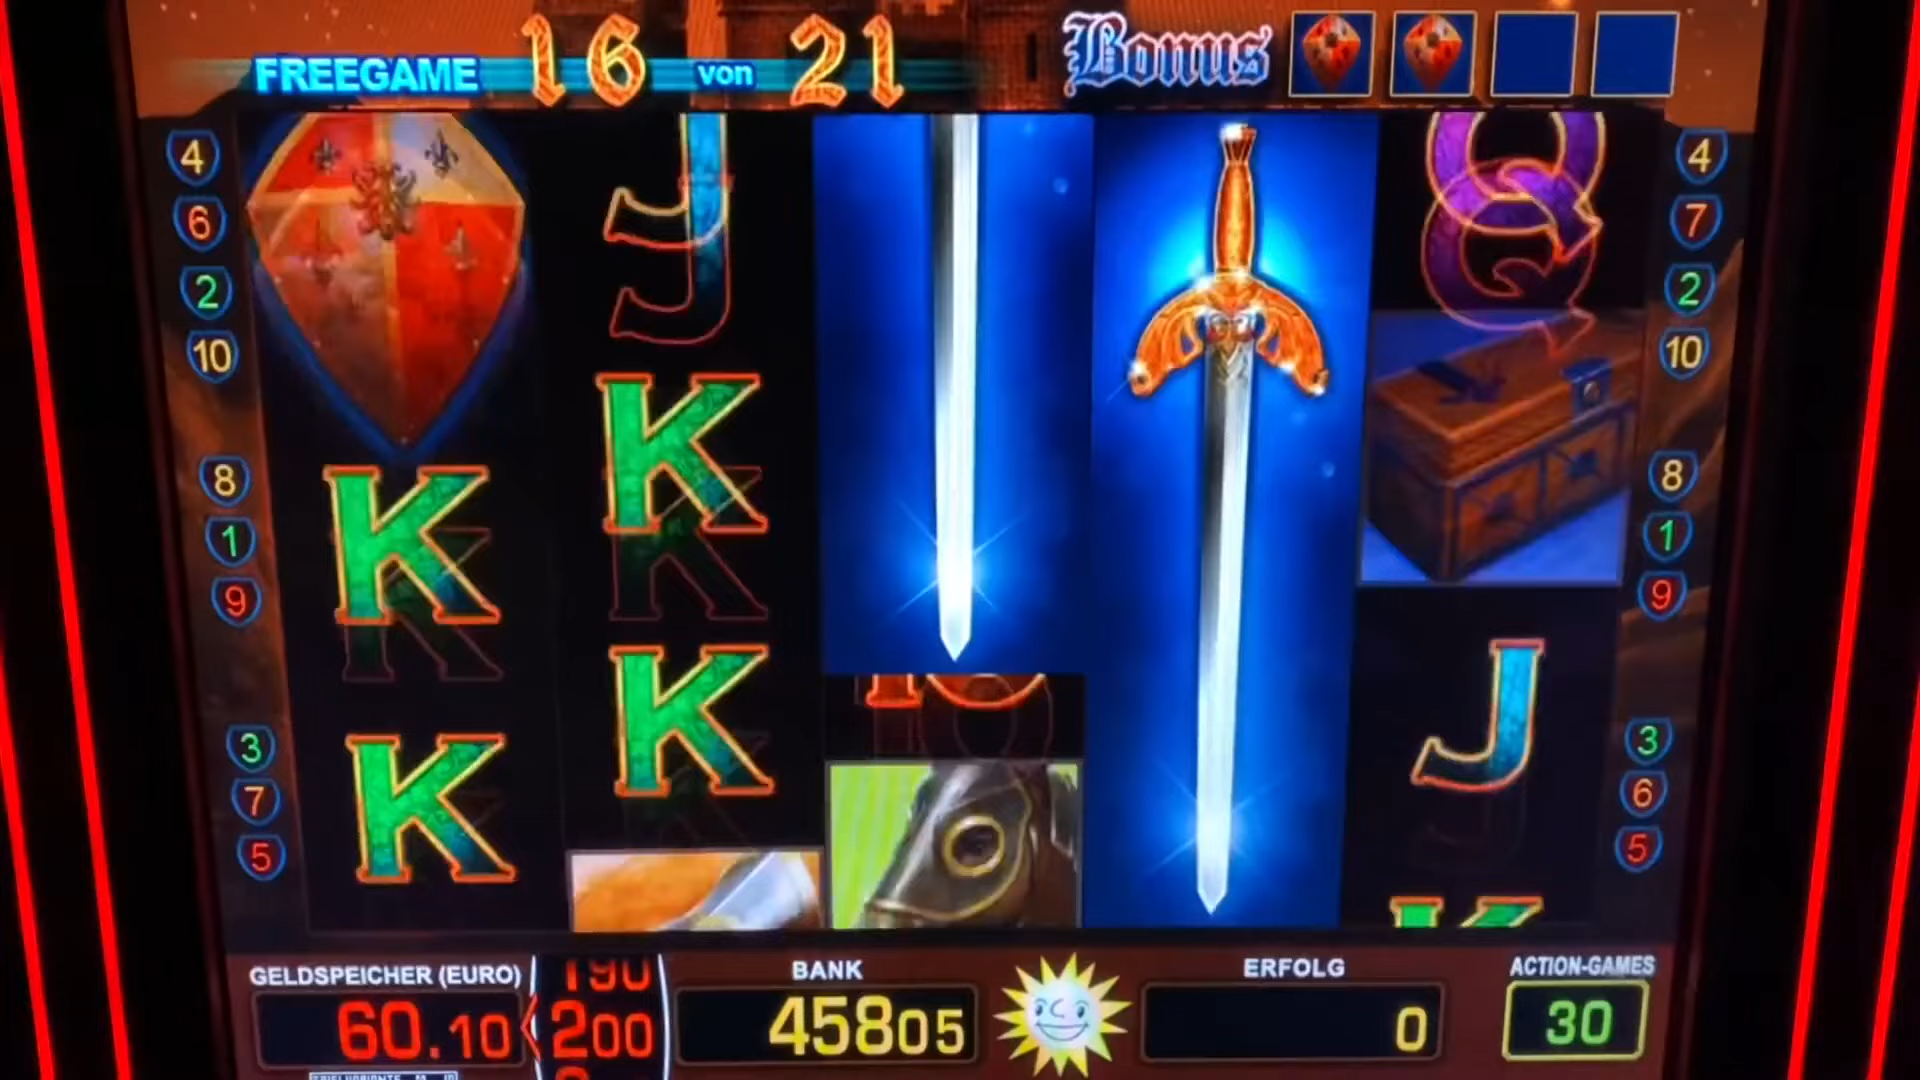 FREEGAME 16 von 21 Bonus
4 4
6 7
2 2
10 10
8 8
1 1
9 9
3 3
7 6
5 5
J Q
K
K K
K K J
GELDSPEICHER (EURO) BANK ERFOLG ACTION-GAMES
190
60.10 200 45805 0 30